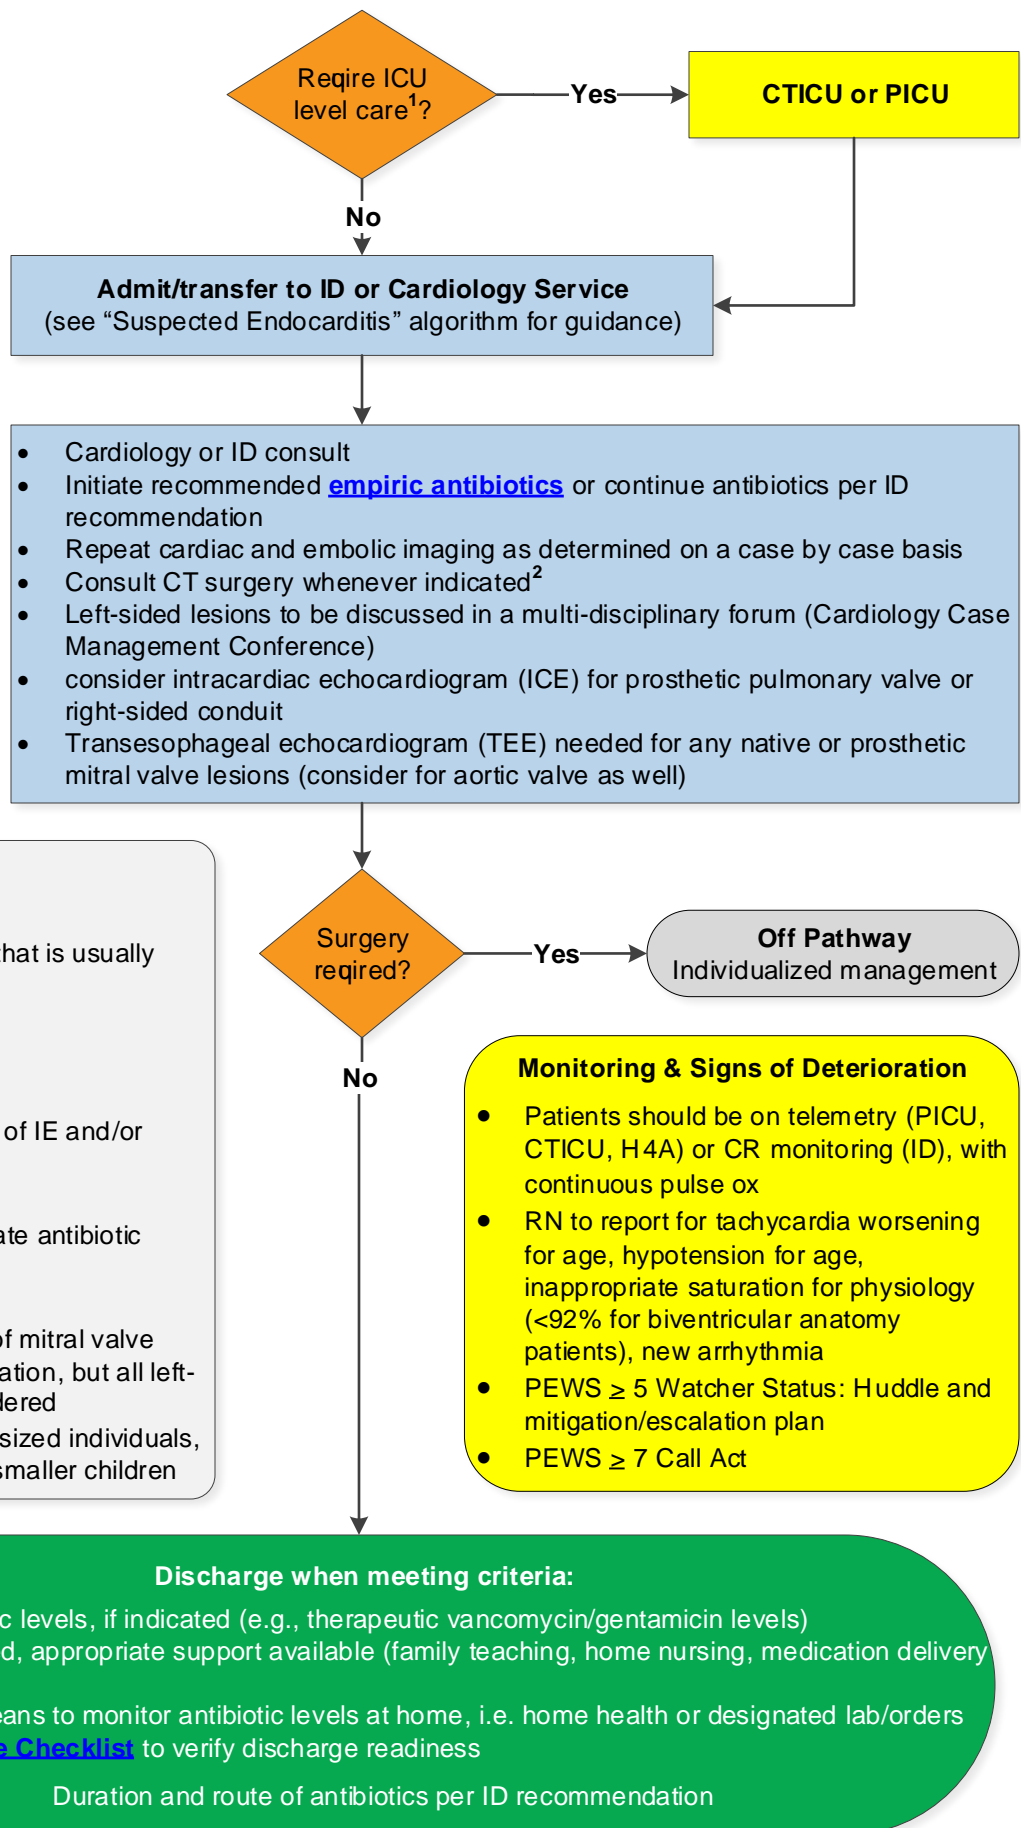 Reqire ICU
level care1?
Yes
CTICU or PICU
No
Admit/transfer to ID or Cardiology Service
(see “Suspected Endocarditis” algorithm for guidance)
• Cardiology or ID consult
• Initiate recommended empiric antibiotics or continue antibiotics per ID
recommendation
• Repeat cardiac and embolic imaging as determined on a case by case basis
• Consult CT surgery whenever indicated2
• Left-sided lesions to be discussed in a multi-disciplinary forum (Cardiology Case
Management Conference)
• consider intracardiac echocardiogram (ICE) for prosthetic pulmonary valve or
right-sided conduit
• Transesophageal echocardiogram (TEE) needed for any native or prosthetic
mitral valve lesions (consider for aortic valve as well)
Surgery
reqired?
Yes
Off Pathway
Individualized management
No
that is usually
of IE and/or
ate antibiotic
of mitral valve
ation, but all left-
dered
sized individuals,
smaller children
Monitoring & Signs of Deterioration
• Patients should be on telemetry (PICU,
CTICU, H4A) or CR monitoring (ID), with
continuous pulse ox
• RN to report for tachycardia worsening
for age, hypotension for age,
inappropriate saturation for physiology
(<92% for biventricular anatomy
patients), new arrhythmia
• PEWS ≥ 5 Watcher Status: Huddle and
mitigation/escalation plan
• PEWS ≥ 7 Call Act
Discharge when meeting criteria:
c levels, if indicated (e.g., therapeutic vancomycin/gentamicin levels)
d, appropriate support available (family teaching, home nursing, medication delivery
eans to monitor antibiotic levels at home, i.e. home health or designated lab/orders
e Checklist to verify discharge readiness
Duration and route of antibiotics per ID recommendation